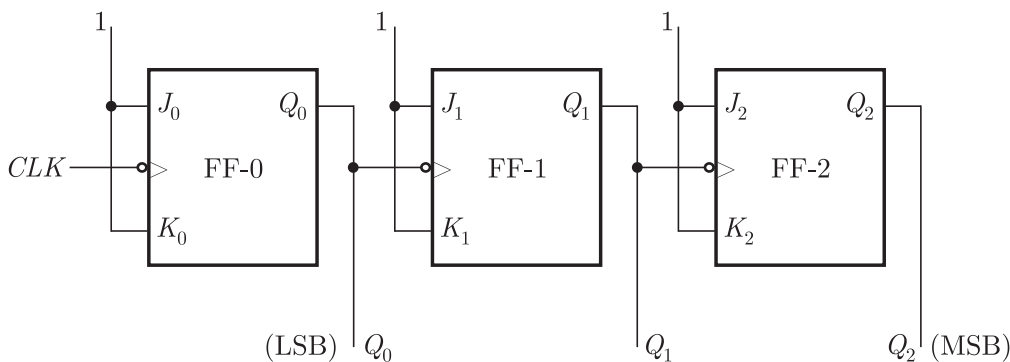 1 1 1
J₀ Q₀ J₁ Q₁ J₂ Q₂
CLK FF-0 FF-1 FF-2
K₀ K₁ K₂
(LSB) Q₀ Q₁ Q₂ (MSB)